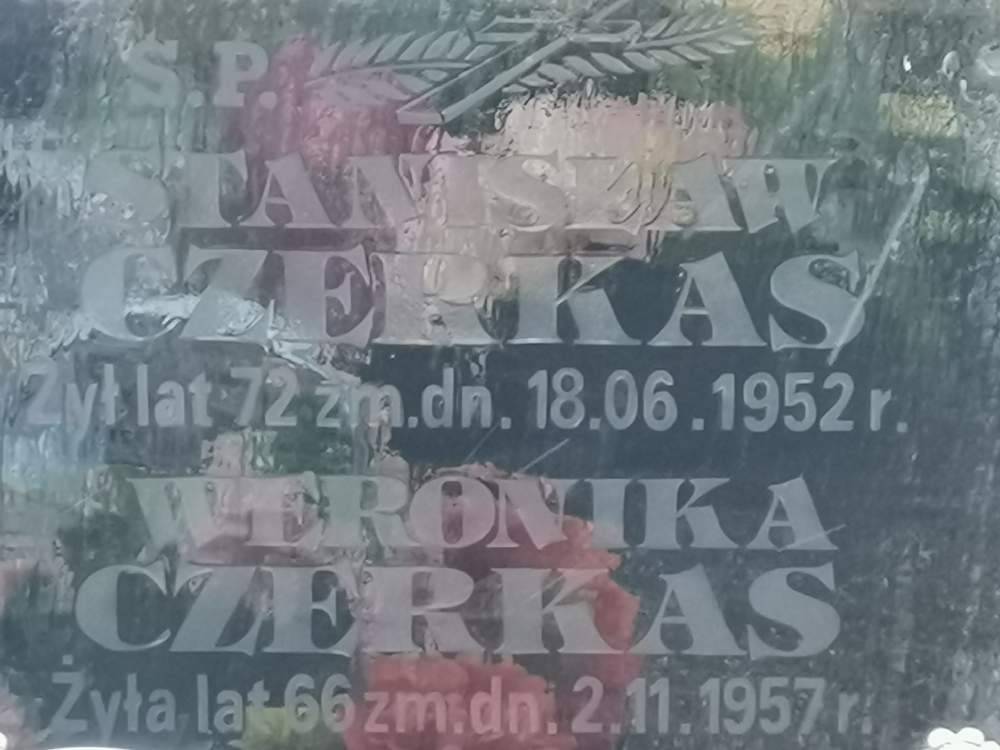 Ś.P.
STANISŁAW
CZERKAS
Żył lat 72 zm.dn. 18.06.1952 r.
WERONIKA
CZERKAS
Żyła lat 66 zm.dn. 2.11.1957 r.